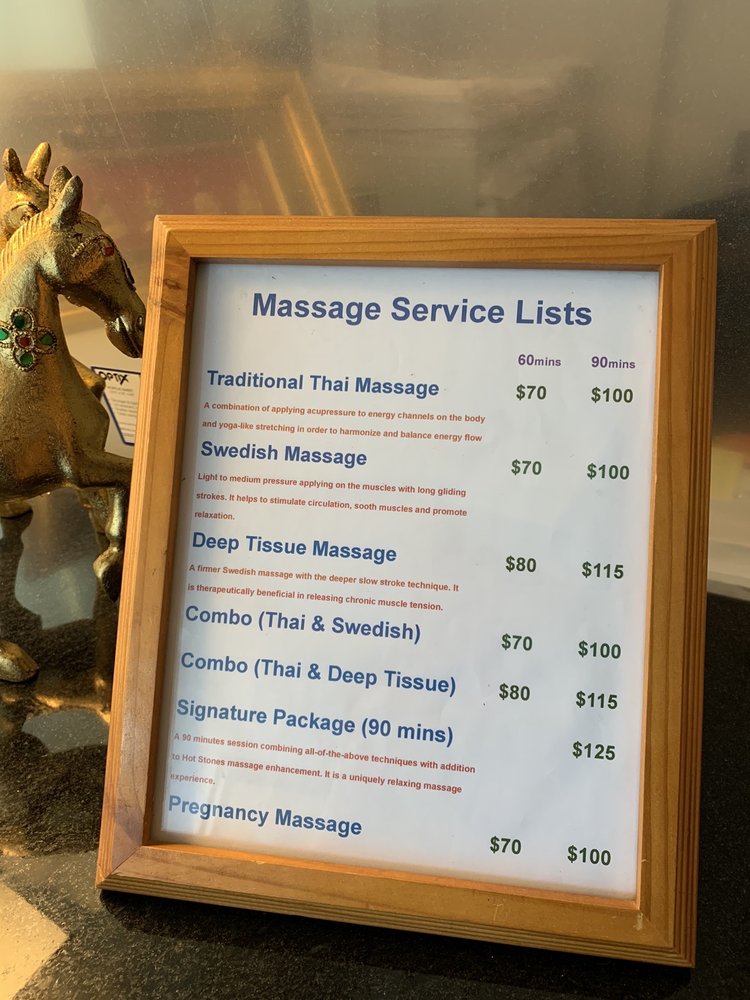 Massage Service Lists
60mins 90mins
Traditional Thai Massage $70 $100
A combination of applying acupressure to energy channels on the body
and yoga-like stretching in order to harmonize and balance energy flow
Swedish Massage $70 $100
Light to medium pressure applying on the muscles with long gliding
strokes. It helps to stimulate circulation, sooth muscles and promote
relaxation.
Deep Tissue Massage $80 $115
A firmer Swedish massage with the deeper slow stroke technique. It
is therapeutically beneficial in releasing chronic muscle tension.
Combo (Thai & Swedish) $70 $100
Combo (Thai & Deep Tissue) $80 $115
Signature Package (90 mins) $125
A 90 minutes session combining all-of-the-above techniques with addition
to Hot Stones massage enhancement. It is a uniquely relaxing massage
experience.
Pregnancy Massage $70 $100
OPTIX